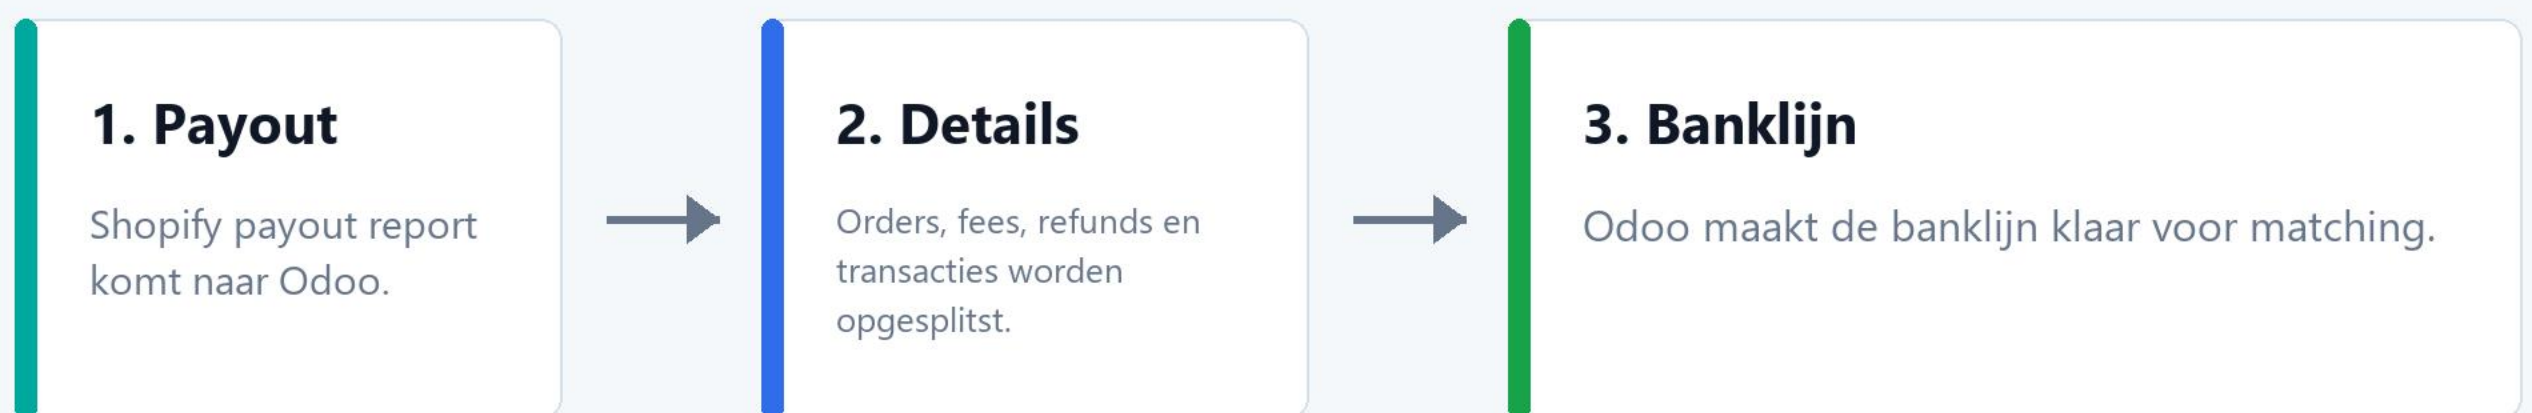 1. Payout
Shopify payout report
komt naar Odoo.
2. Details
Orders, fees, refunds en
transacties worden
opgesplitst.
3. Banklijn
Odoo maakt de banklijn klaar voor matching.